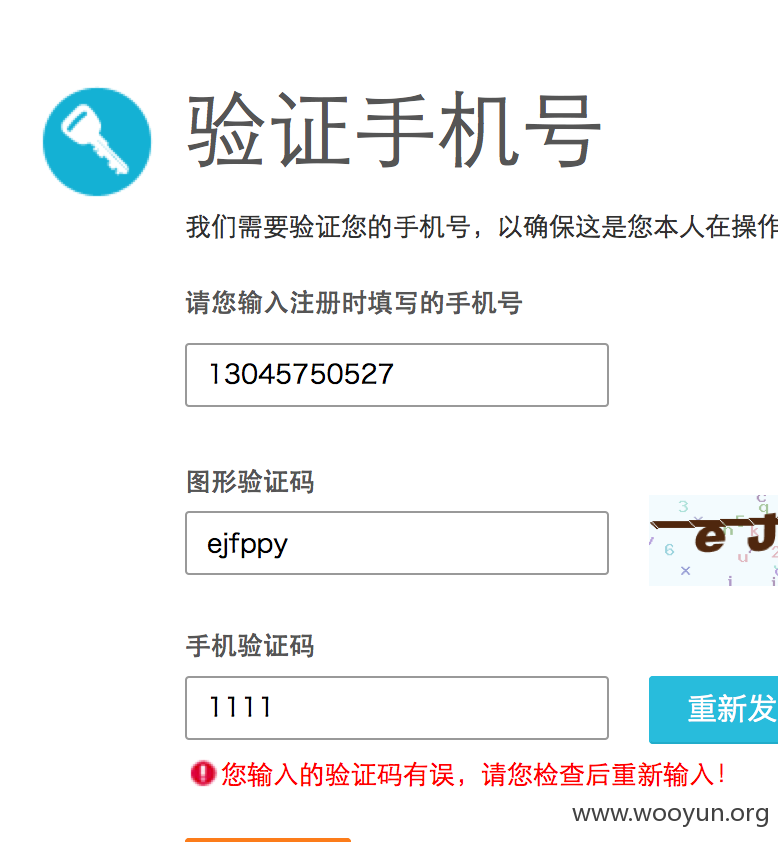 验证手机号
我们需要验证您的手机号，以确保这是您本人在操作
请您输入注册时填写的手机号
13045750527
图形验证码
ejfppy
eJ
手机验证码
1111
重新发
您输入的验证码有误，请您检查后重新输入！
www.wooyun.org